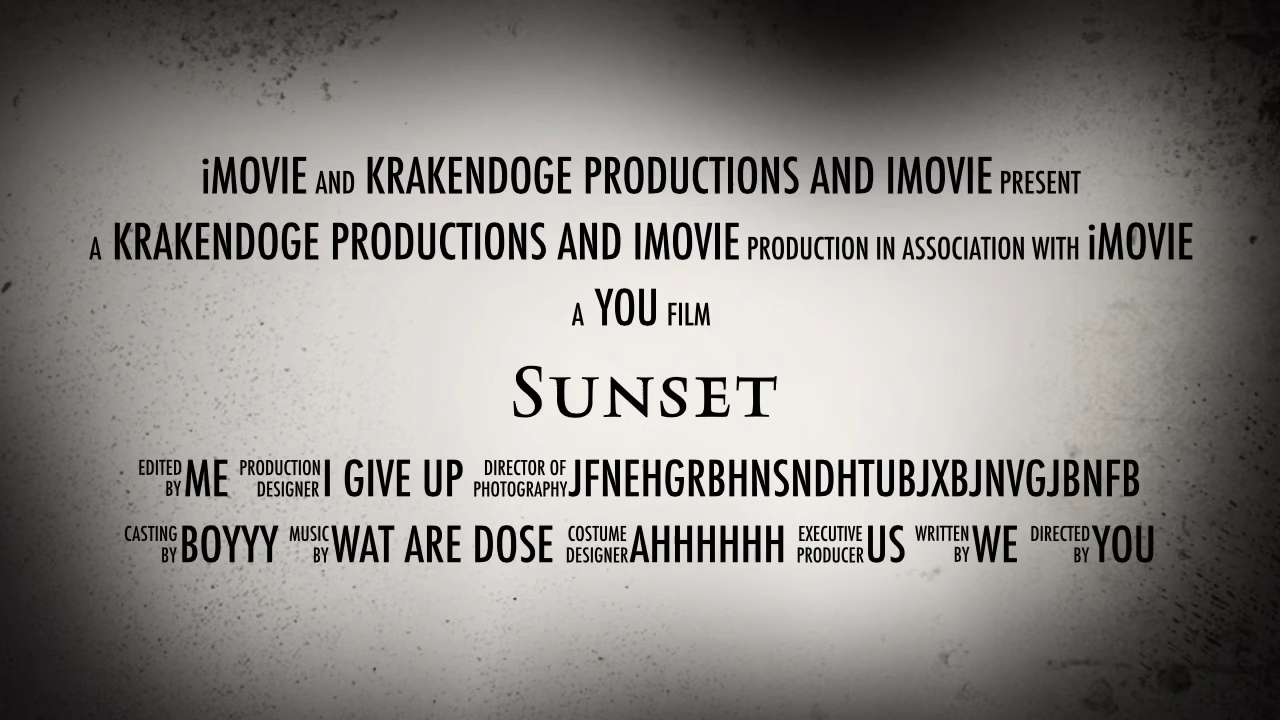 iMOVIE AND KRAKENDOGE PRODUCTIONS AND IMOVIE PRESENT
A KRAKENDOGE PRODUCTIONS AND IMOVIE PRODUCTION IN ASSOCIATION WITH iMOVIE
A YOU FILM
SUNSET
EDITED BY ME PRODUCTION DESIGNER I GIVE UP DIRECTOR OF PHOTOGRAPHY JFNEHGRBHNSNDHTUBJXBJNVGJBNFB
CASTING BY BOYYY MUSIC BY WAT ARE DOSE COSTUME DESIGNER AHHHHHH EXECUTIVE PRODUCER US WRITTEN BY WE DIRECTED BY YOU